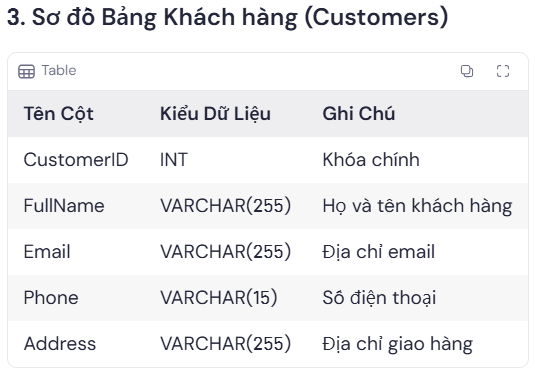 3. Sơ đồ Bảng Khách hàng (Customers)
Table
Tên Cột Kiểu Dữ Liệu Ghi Chú
CustomerID INT Khóa chính
FullName VARCHAR(255) Họ và tên khách hàng
Email VARCHAR(255) Địa chỉ email
Phone VARCHAR(15) Số điện thoại
Address VARCHAR(255) Địa chỉ giao hàng